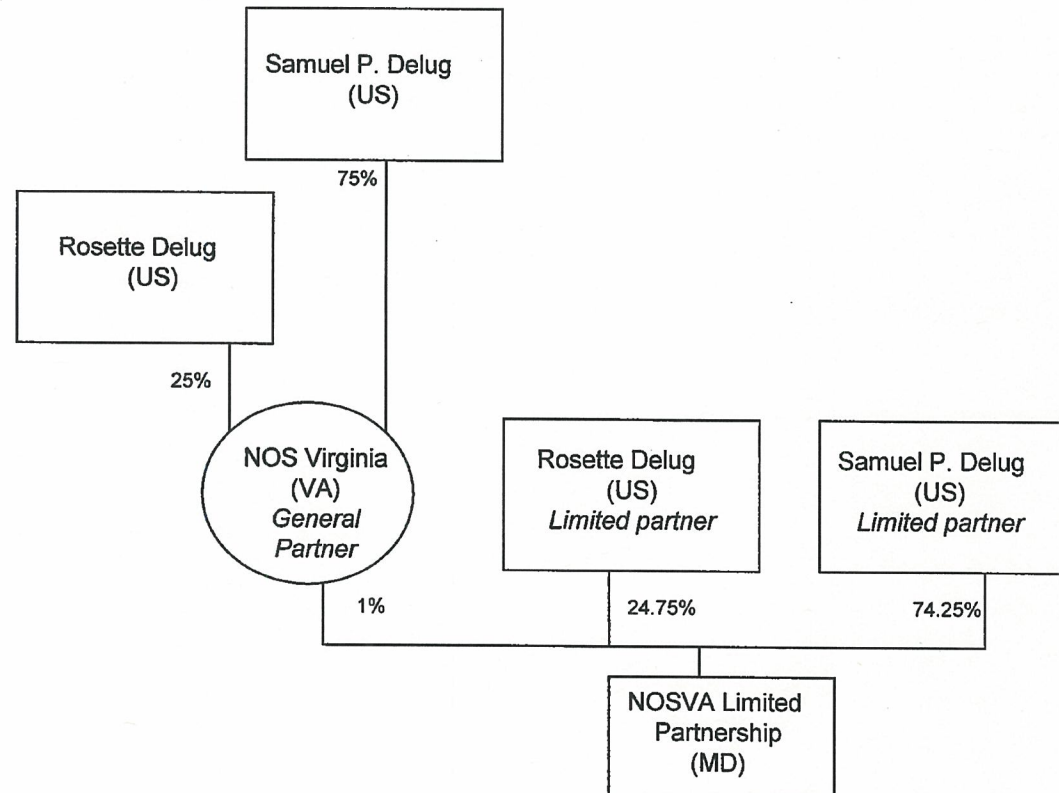 Samuel P. Delug
(US)
75%
Rosette Delug
(US)
25%
NOS Virginia
(VA)
General
Partner
Rosette Delug
(US)
Limited partner
Samuel P. Delug
(US)
Limited partner
1%
24.75%
74.25%
NOSVA Limited
Partnership
(MD)